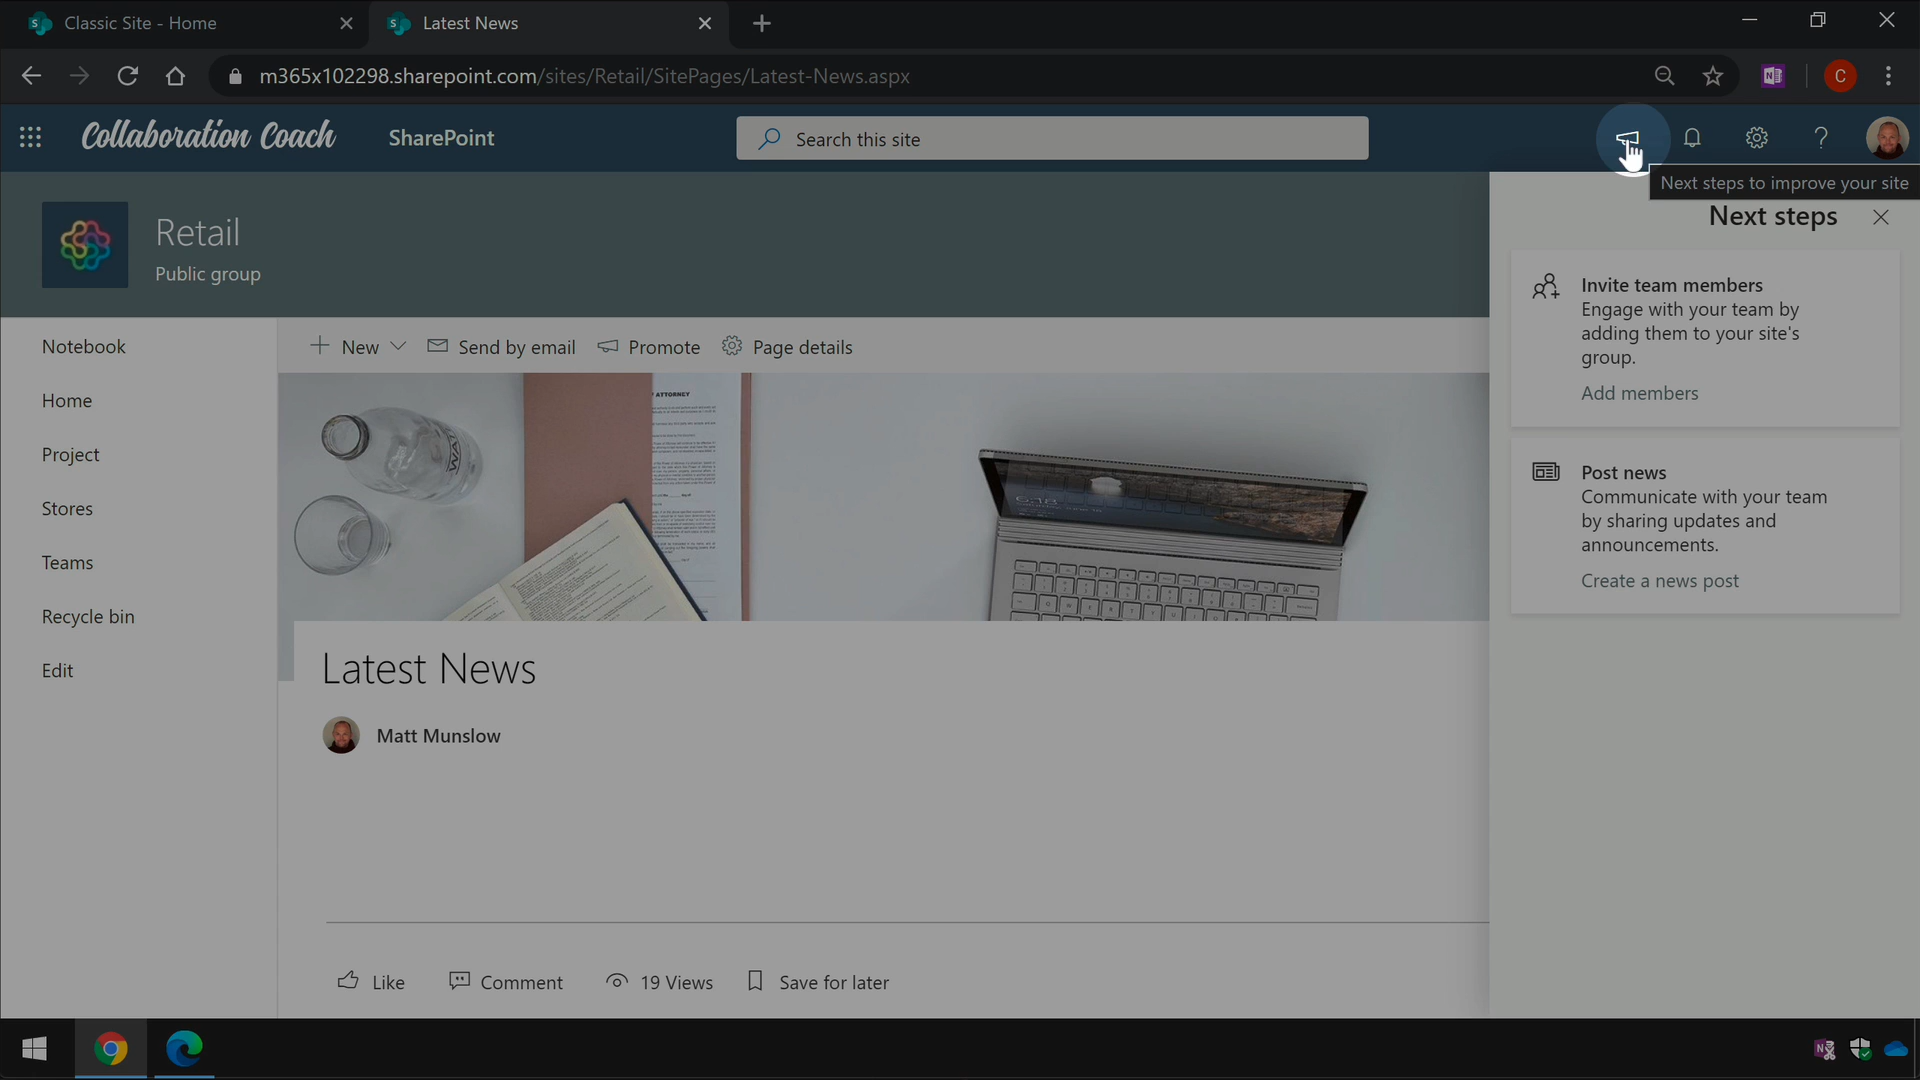 Classic Site - Home
Latest News
m365x102298.sharepoint.com/sites/Retail/SitePages/Latest-News.aspx
C
Collaboration Coach
SharePoint
Search this site
Next steps to improve your site
Retail
Public group
Next steps
Invite team members
Engage with your team by
adding them to your site's
group.
Add members
Post news
Communicate with your team
by sharing updates and
announcements.
Create a news post
Notebook
Home
Project
Stores
Teams
Recycle bin
Edit
New
Send by email
Promote
Page details
ATTORNEY
Latest News
Matt Munslow
Like
Comment
19 Views
Save for later